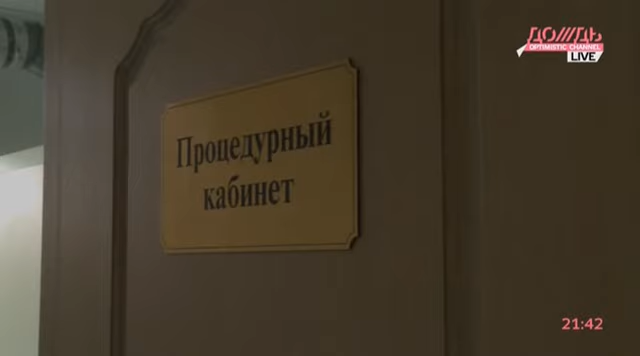 ДОЖДЬ
OPTIMISTIC CHANNEL
LIVE
Процедурный
кабинет
21:42